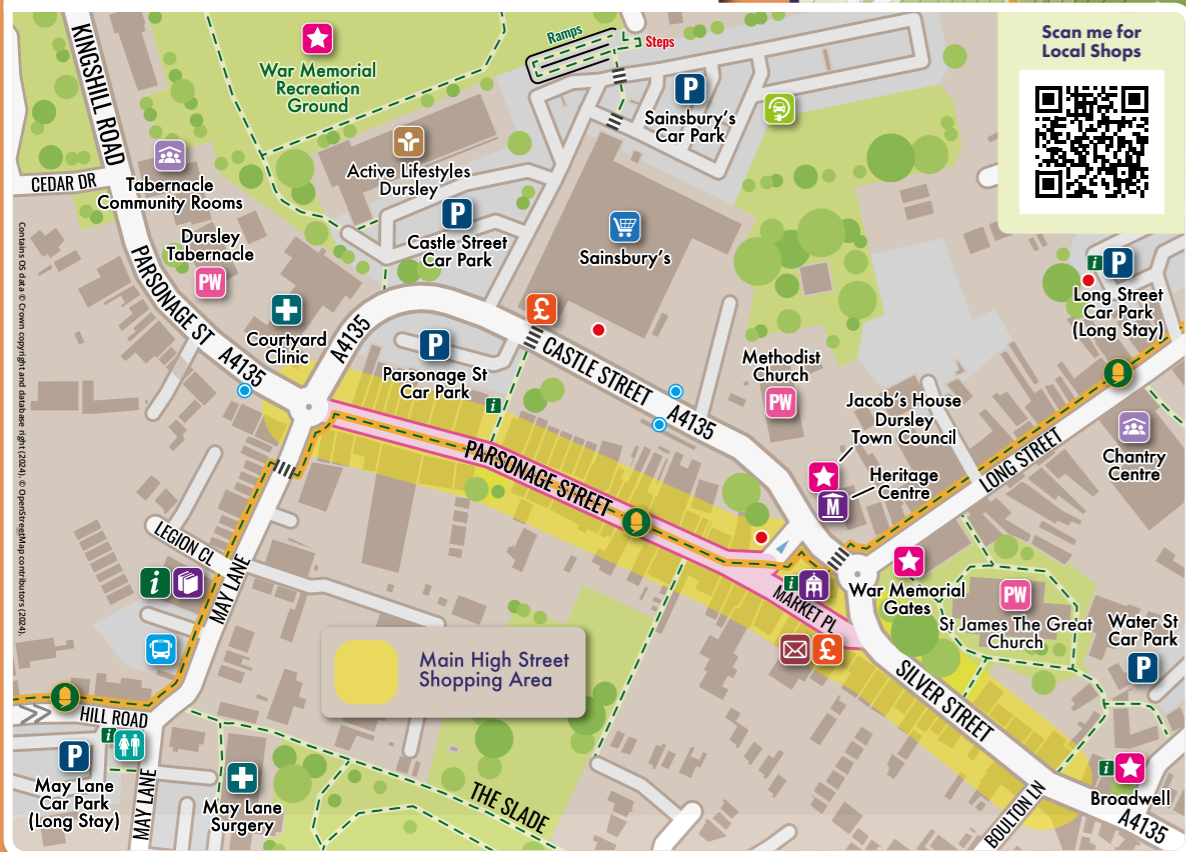 KINGSHILL ROAD
War Memorial
Recreation
Ground
Ramps
Steps
P
Sainsbury's
Car Park
Scan me for
Local Shops
CEDAR DR
Tabernacle
Community Rooms
Active Lifestyles
Dursley
P
Castle Street
Car Park
Sainsbury's
Dursley
Tabernacle
PW
PARSONAGE ST
A4135
Courtyard
Clinic
A4135
P
Parsonage St
Car Park
£
CASTLE STREET
A4135
i
Methodist
Church
PW
Jacob's House
Dursley
Town Council
Heritage
Centre
M
i
P
Long Street
Car Park
(Long Stay)
LONG STREET
Chantry
Centre
PARSONAGE STREET
LEGION CL
MAY LANE
i
i
MARKET PL
£
War Memorial
Gates
PW
St James The Great
Church
Water St
Car Park
P
SILVER STREET
Main High Street
Shopping Area
HILL ROAD
i
P
May Lane
Car Park
(Long Stay)
MAY LANE
May Lane
Surgery
THE SLADE
BOULTON LN
i
Broadwell
A4135
Contains OS data © Crown copyright and database right (2024). © OpenStreetMap contributors (2024).